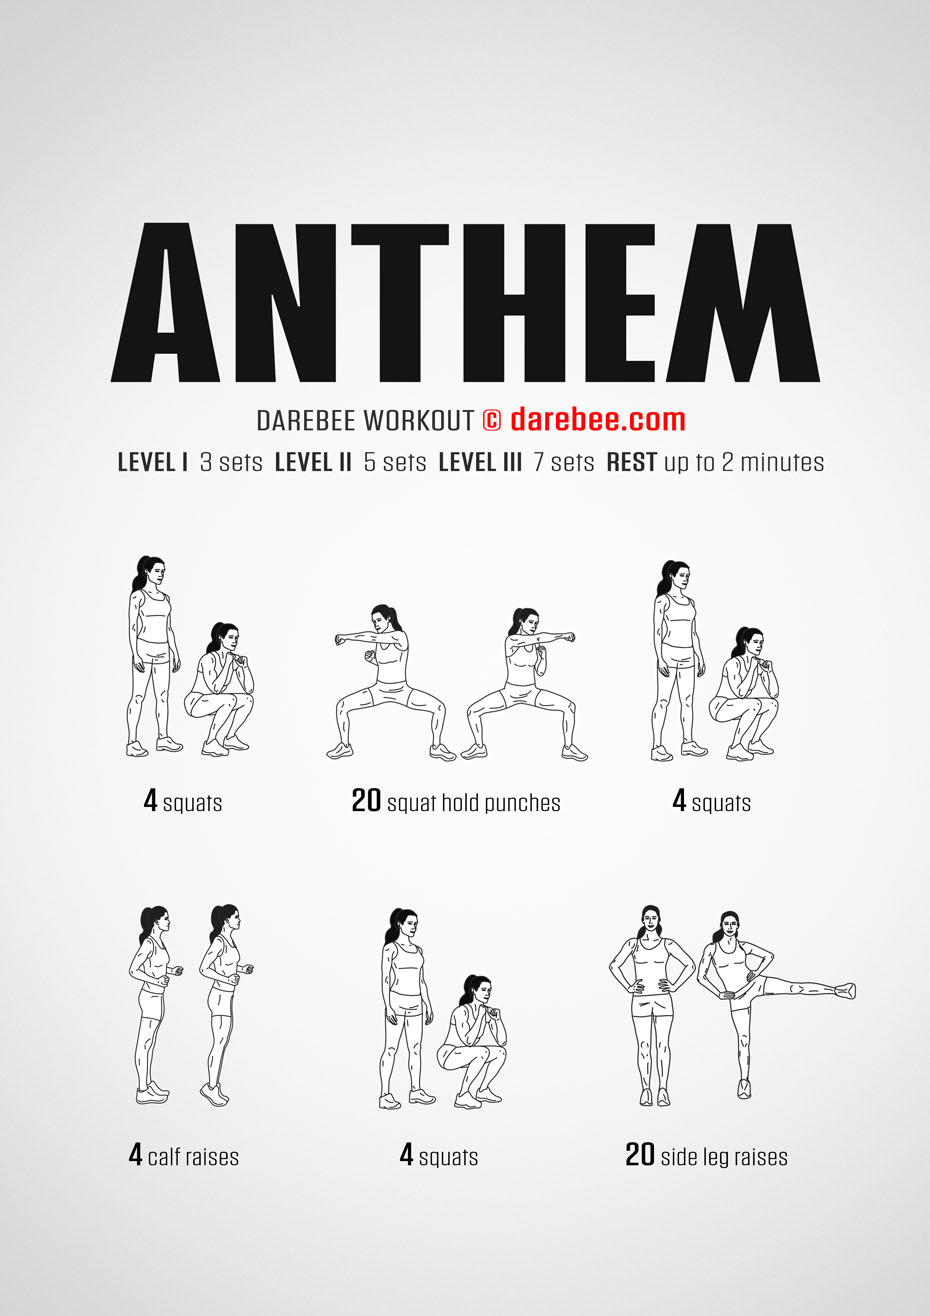 ANTHEM
DAREBEE WORKOUT © darebee.com
LEVEL I 3 sets LEVEL II 5 sets LEVEL III 7 sets REST up to 2 minutes
4 squats
20 squat hold punches
4 squats
4 calf raises
4 squats
20 side leg raises